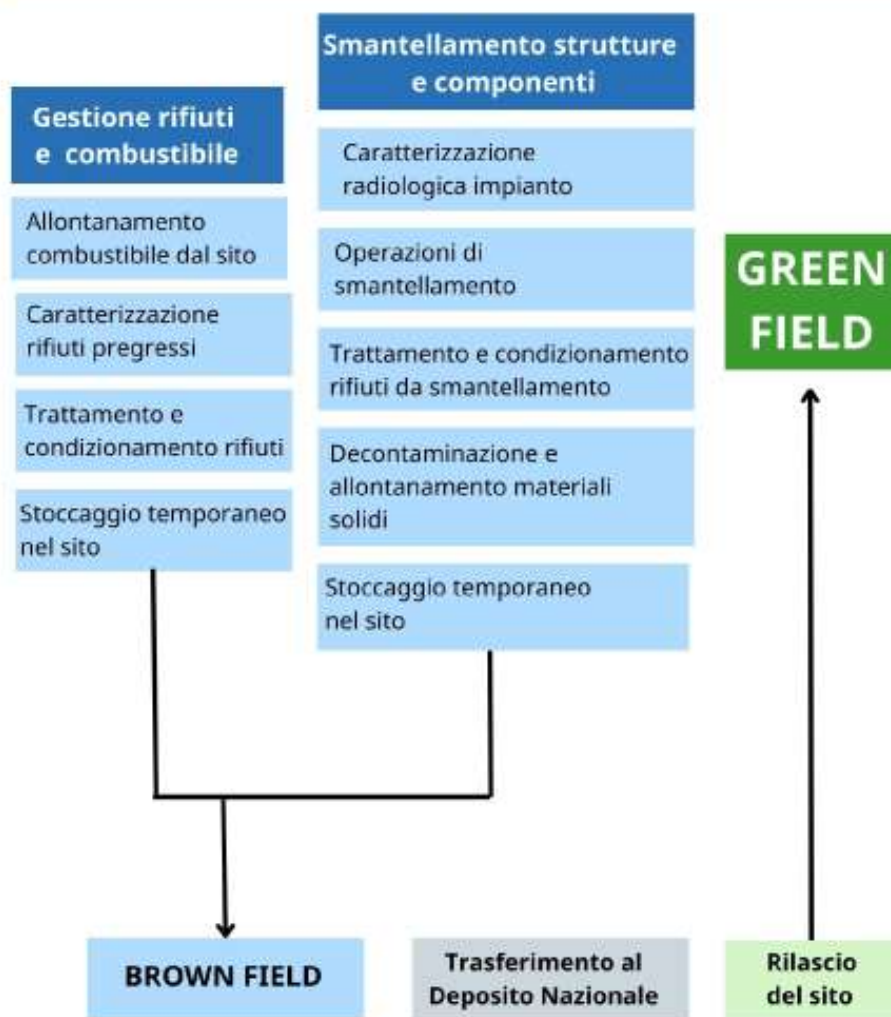 Gestione rifiuti
e combustibile
Allontanamento
combustibile dal sito
Caratterizzazione
rifiuti pregressi
Trattamento e
condizionamento rifiuti
Stoccaggio temporaneo
nel sito
Smantellamento strutture
e componenti
Caratterizzazione
radiologica impianto
Operazioni di
smantellamento
Trattamento e condizionamento
rifiuti da smantellamento
Decontaminazione e
allontanamento materiali
solidi
Stoccaggio temporaneo
nel sito
GREEN
FIELD
BROWN FIELD
Trasferimento al
Deposito Nazionale
Rilascio
del sito